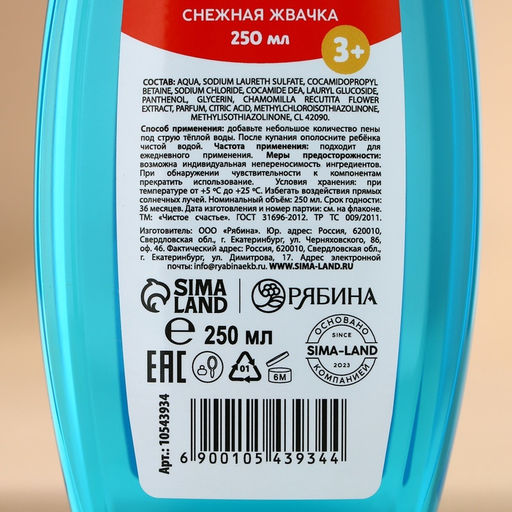 СНЕЖНАЯ ЖВАЧКА
250 мл
3+
СОСТАВ: AQUA, SODIUM LAURETH SULFATE, COCAMIDOPROPYL
BETAINE, SODIUM CHLORIDE, COCAMIDE DEA, LAURYL GLUCOSIDE,
PANTHENOL, GLYCERIN, CHAMOMILLA RECUTITA FLOWER
EXTRACT, PARFUM, CITRIC ACID, METHYLCHLOROISOTHIAZOLINONE,
METHYLISOTHIAZOLINONE, CL 42090.
Способ применения: добавьте небольшое количество пены
под струю тёплой воды. После купания ополосните ребёнка
чистой водой. Частота применения: подходит для
ежедневного применения. Меры предосторожности:
возможна индивидуальная непереносимость ингредиентов.
При обнаружении чувствительности к компонентам
прекратить использование. Условия хранения: при
температуре от +5 ºС до +25 ºС. Избегать воздействия прямых
солнечных лучей. Номинальный объём: 250 мл. Срок годности:
36 месяцев. Дата изготовления и номер партии: см. на флаконе.
ТМ: «Чистое счастье». ГОСТ 31696-2012. ТР ТС 009/2011.
Изготовитель: ООО «Рябина». Юр. адрес: Россия, 620010,
Свердловская обл., г. Екатеринбург, ул. Черняховского, 86,
оф. 46. Фактический адрес: Россия, 620010, Свердловская обл.,
г. Екатеринбург, ул. Димитрова, 17. Адрес электронной
почты: info@ryabinaekb.ru WWW.SIMA-LAND.RU
SIMA
LAND
РЯБИНА
℮ 250 мл
ОСНОВАНО
SINCE
SIMA-LAND
2023
КОМПАНИЕЙ
EAC
01
6M
Арт.: 10543934
6 900105 439344